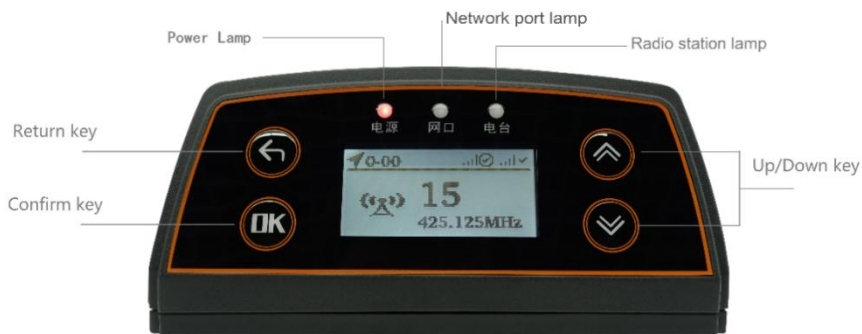 Network port lamp
Power Lamp
Radio station lamp
电源 网口 电台
Return key
0-00
Up/Down key
15
Confirm key
OK
425.125MHz